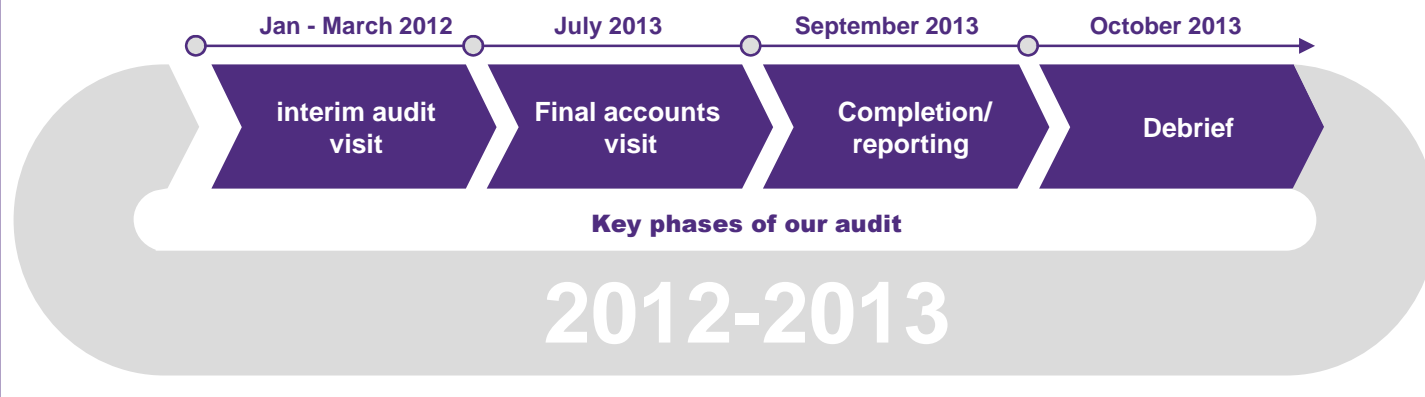 Jan - March 2012 July 2013 September 2013 October 2013
interim audit
visit
Final accounts
visit
Completion/
reporting
Debrief
Key phases of our audit
2012-2013